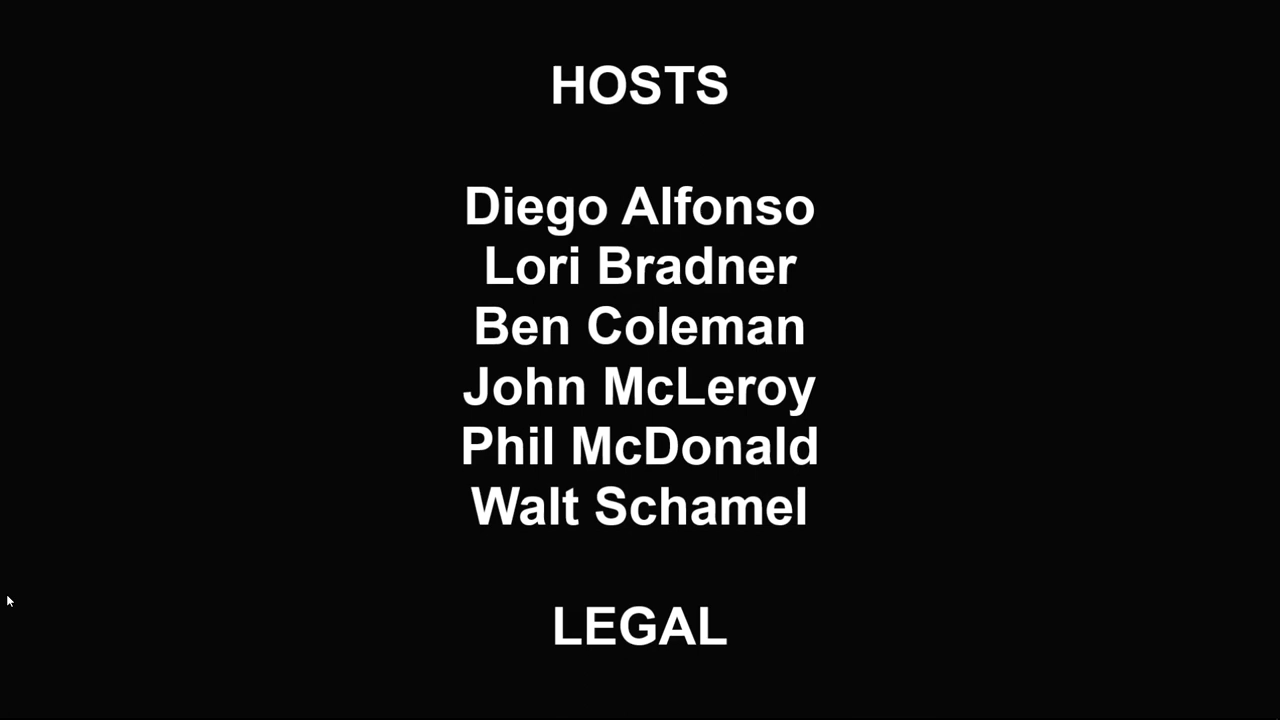 HOSTS
Diego Alfonso
Lori Bradner
Ben Coleman
John McLeroy
Phil McDonald
Walt Schamel
LEGAL